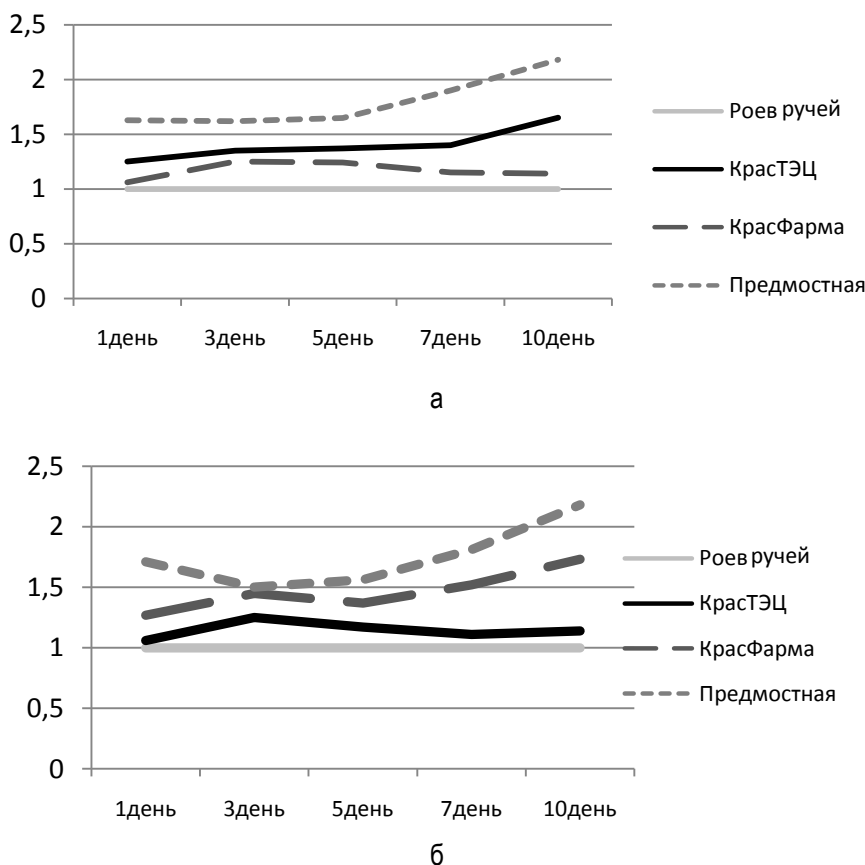 2,5
2
1,5
1
0,5
0
1день 3день 5день 7день 10день
Роев ручей
КрасТЭЦ
КрасФарма
Предмостная
а
2,5
2
1,5
1
0,5
0
1день 3день 5день 7день 10день
Роев ручей
КрасТЭЦ
КрасФарма
Предмостная
б